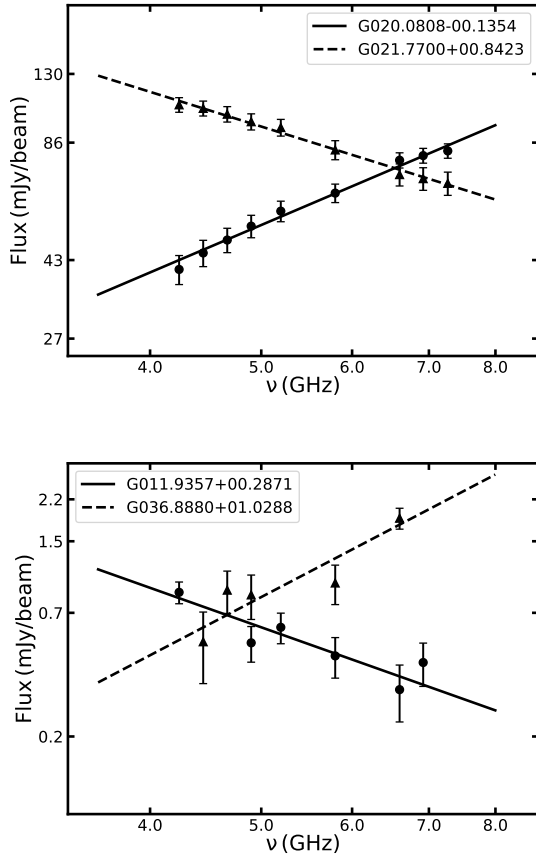 G020.0808-00.1354
G021.7700+00.8423
130
86
43
27
Flux (mJy/beam)
4.0 5.0 6.0 7.0 8.0
ν (GHz)
G011.9357+00.2871
G036.8880+01.0288
2.2
1.5
0.7
0.2
Flux (mJy/beam)
4.0 5.0 6.0 7.0 8.0
ν (GHz)